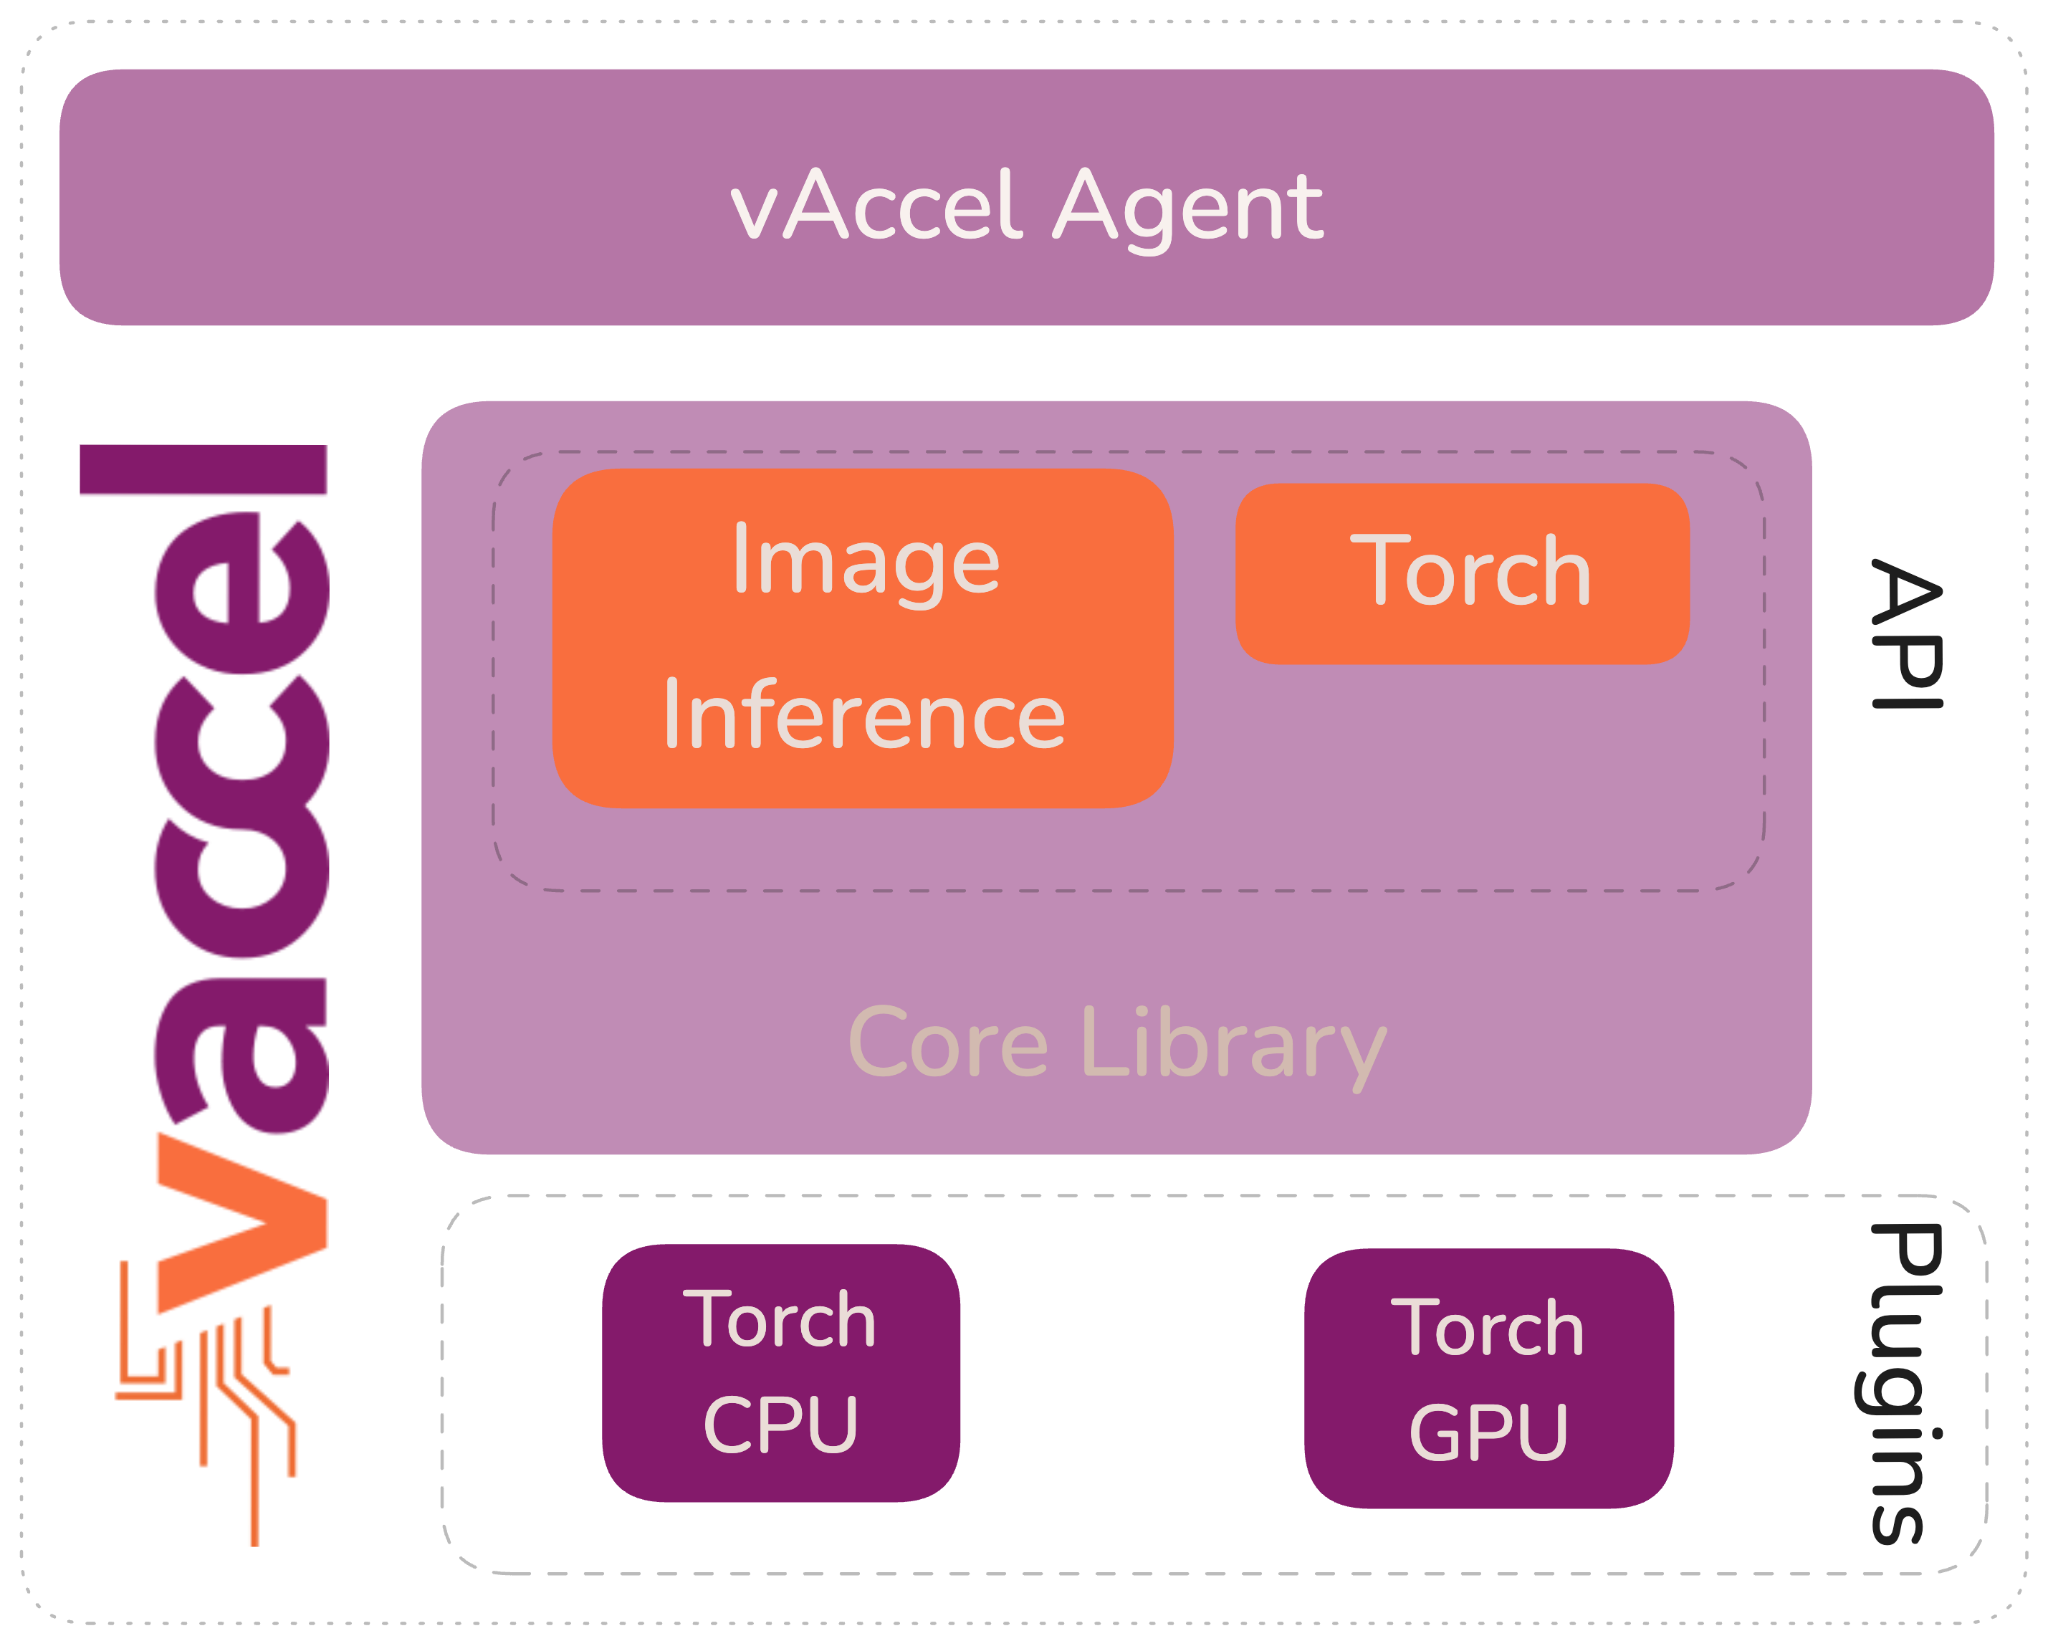 vAccel Agent
vaccel
Image
Inference
Torch
API
Core Library
Torch
CPU
Torch
GPU
Plugins